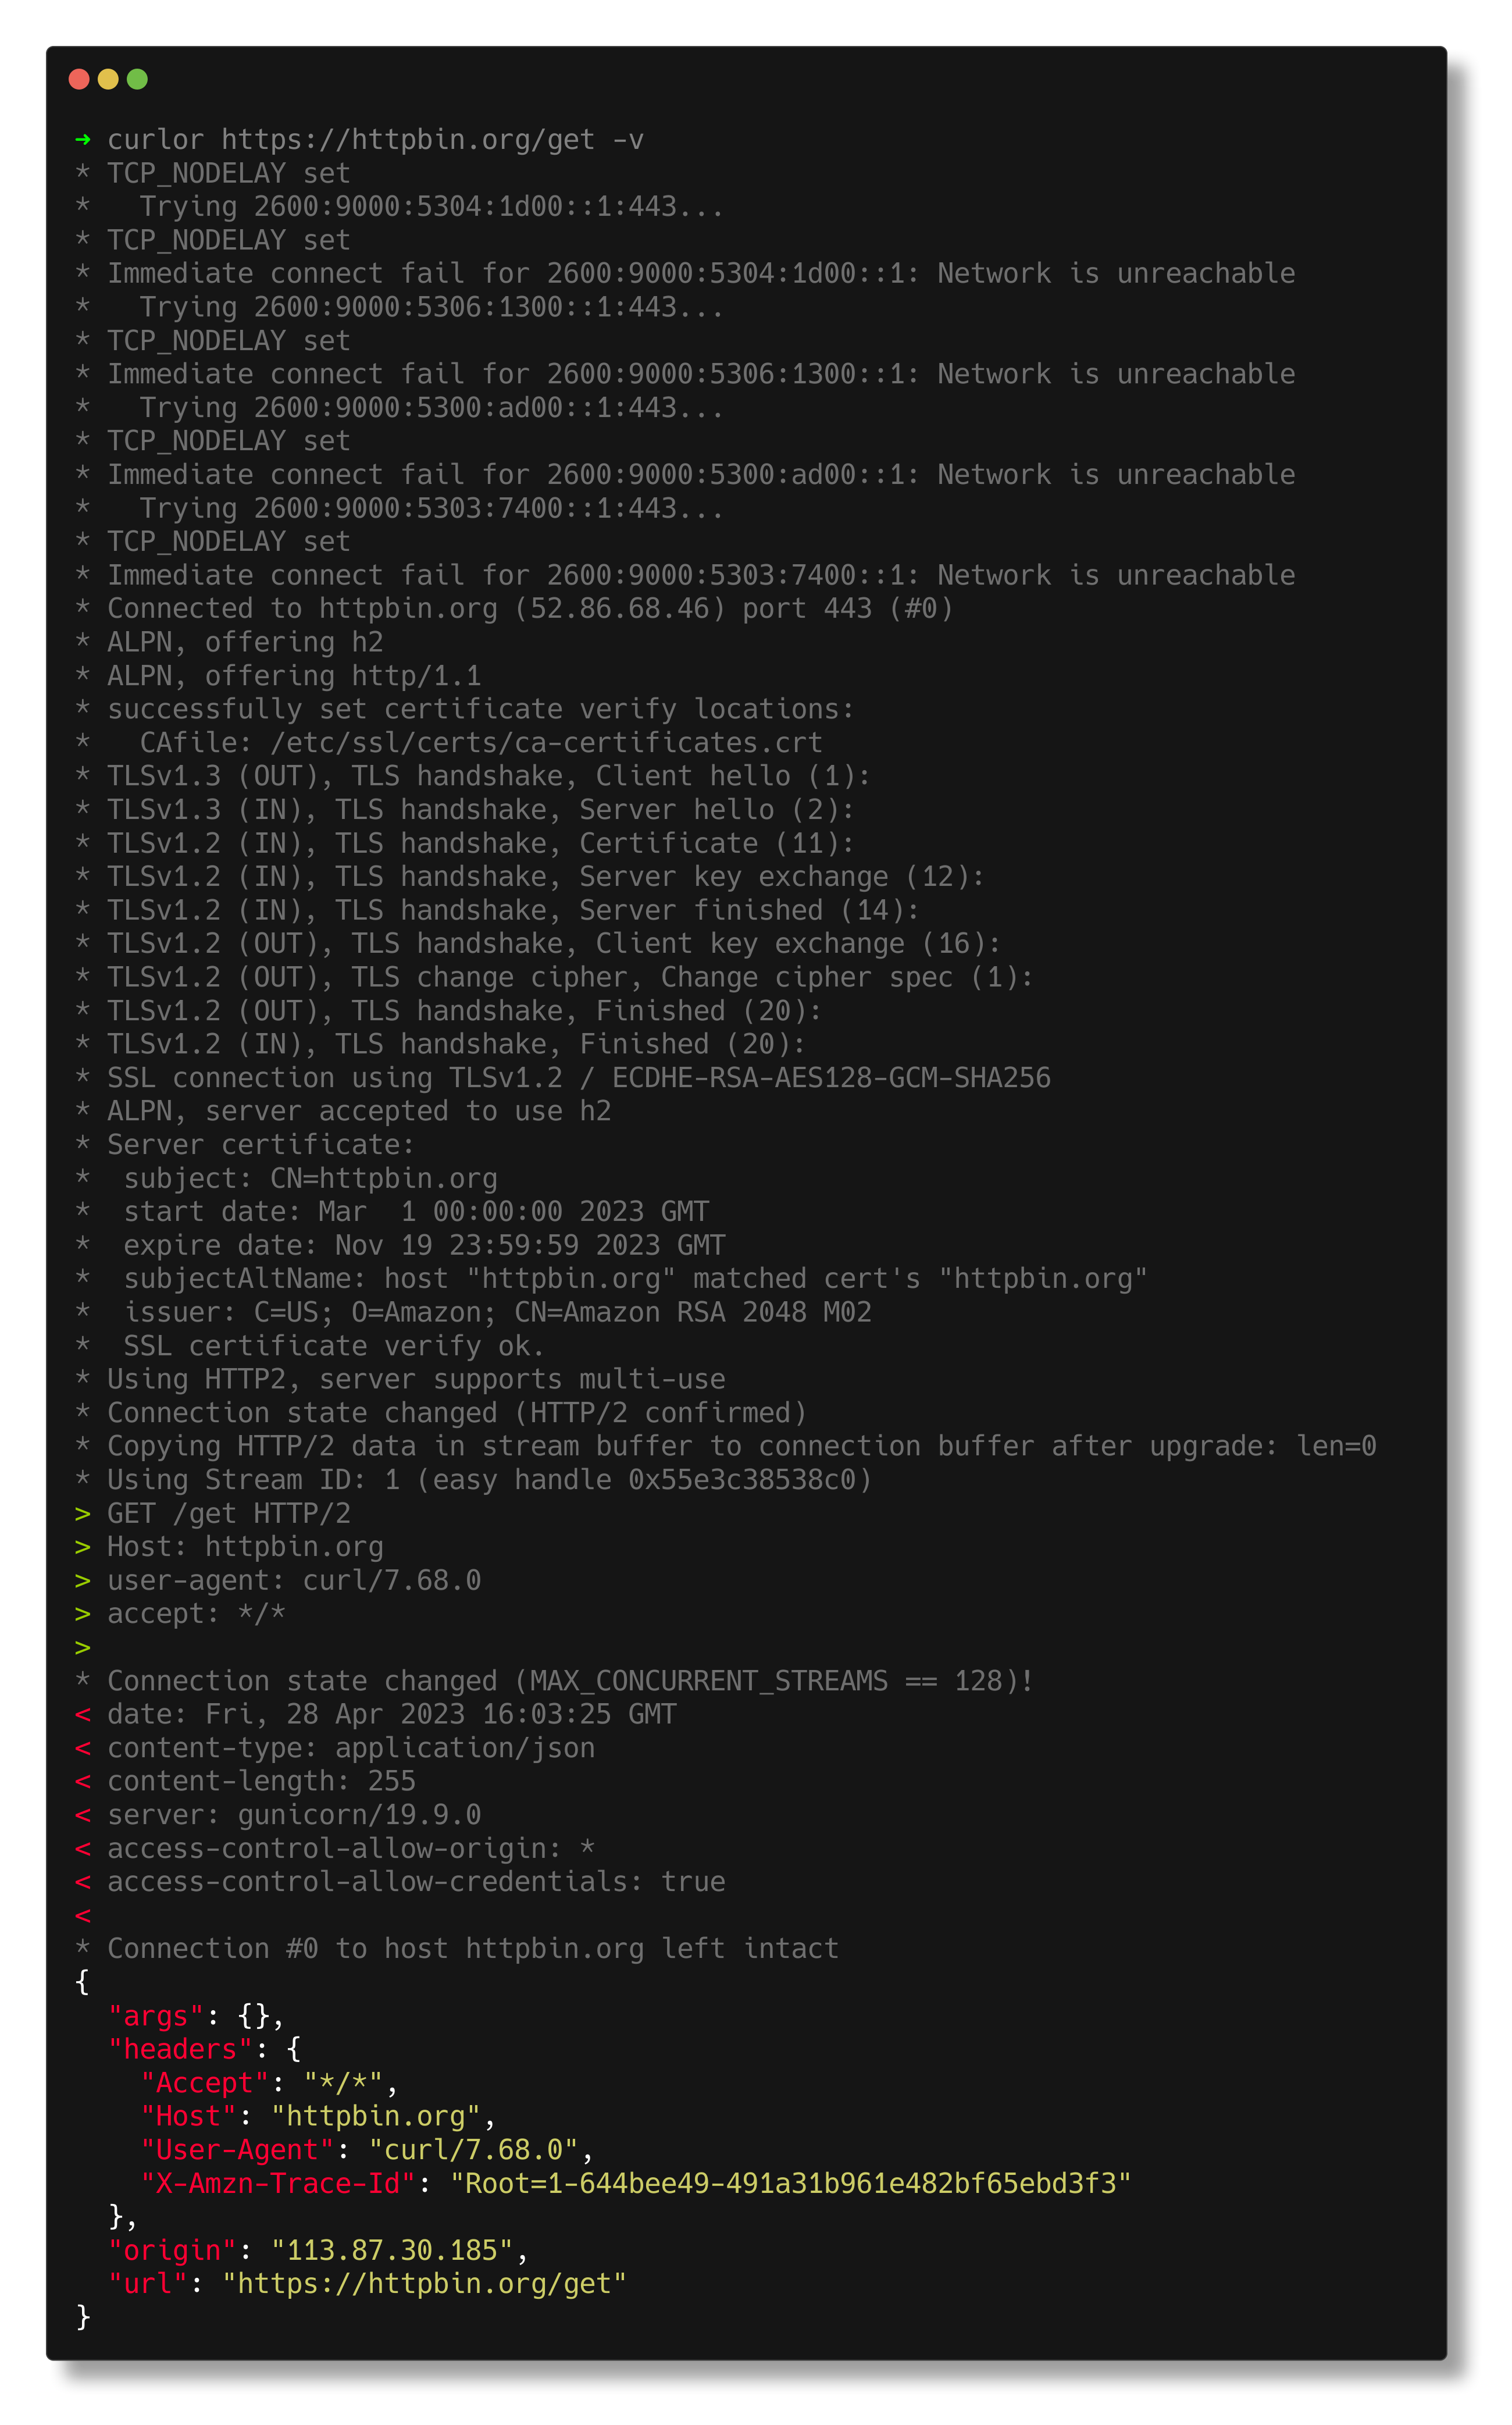 ➜ curlor https://httpbin.org/get -v
* TCP_NODELAY set
*   Trying 2600:9000:5304:1d00::1:443...
* TCP_NODELAY set
* Immediate connect fail for 2600:9000:5304:1d00::1: Network is unreachable
*   Trying 2600:9000:5306:1300::1:443...
* TCP_NODELAY set
* Immediate connect fail for 2600:9000:5306:1300::1: Network is unreachable
*   Trying 2600:9000:5300:ad00::1:443...
* TCP_NODELAY set
* Immediate connect fail for 2600:9000:5300:ad00::1: Network is unreachable
*   Trying 2600:9000:5303:7400::1:443...
* TCP_NODELAY set
* Immediate connect fail for 2600:9000:5303:7400::1: Network is unreachable
* Connected to httpbin.org (52.86.68.46) port 443 (#0)
* ALPN, offering h2
* ALPN, offering http/1.1
* successfully set certificate verify locations:
*   CAfile: /etc/ssl/certs/ca-certificates.crt
* TLSv1.3 (OUT), TLS handshake, Client hello (1):
* TLSv1.3 (IN), TLS handshake, Server hello (2):
* TLSv1.2 (IN), TLS handshake, Certificate (11):
* TLSv1.2 (IN), TLS handshake, Server key exchange (12):
* TLSv1.2 (IN), TLS handshake, Server finished (14):
* TLSv1.2 (OUT), TLS handshake, Client key exchange (16):
* TLSv1.2 (OUT), TLS change cipher, Change cipher spec (1):
* TLSv1.2 (OUT), TLS handshake, Finished (20):
* TLSv1.2 (IN), TLS handshake, Finished (20):
* SSL connection using TLSv1.2 / ECDHE-RSA-AES128-GCM-SHA256
* ALPN, server accepted to use h2
* Server certificate:
*  subject: CN=httpbin.org
*  start date: Mar  1 00:00:00 2023 GMT
*  expire date: Nov 19 23:59:59 2023 GMT
*  subjectAltName: host "httpbin.org" matched cert's "httpbin.org"
*  issuer: C=US; O=Amazon; CN=Amazon RSA 2048 M02
*  SSL certificate verify ok.
* Using HTTP2, server supports multi-use
* Connection state changed (HTTP/2 confirmed)
* Copying HTTP/2 data in stream buffer to connection buffer after upgrade: len=0
* Using Stream ID: 1 (easy handle 0x55e3c38538c0)
> GET /get HTTP/2
> Host: httpbin.org
> user-agent: curl/7.68.0
> accept: */*
>
* Connection state changed (MAX_CONCURRENT_STREAMS == 128)!
< date: Fri, 28 Apr 2023 16:03:25 GMT
< content-type: application/json
< content-length: 255
< server: gunicorn/19.9.0
< access-control-allow-origin: *
< access-control-allow-credentials: true
<
* Connection #0 to host httpbin.org left intact
{
  "args": {},
  "headers": {
    "Accept": "*/*",
    "Host": "httpbin.org",
    "User-Agent": "curl/7.68.0",
    "X-Amzn-Trace-Id": "Root=1-644bee49-491a31b961e482bf65ebd3f3"
  },
  "origin": "113.87.30.185",
  "url": "https://httpbin.org/get"
}